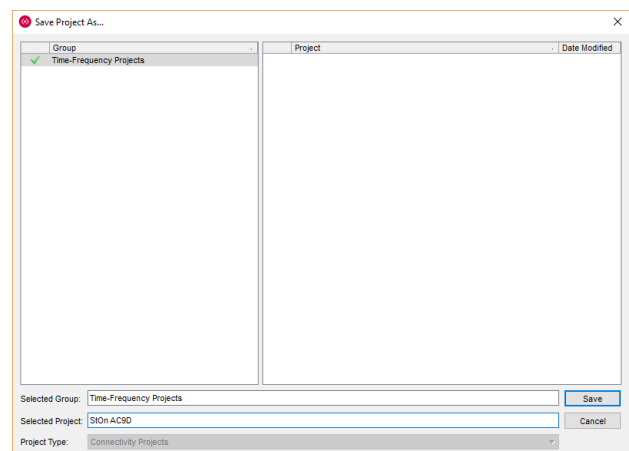 Save Project As...
Group Project Date Modified
Time-Frequency Projects
Selected Group: Time-Frequency Projects Save
Selected Project: StOn AC9D Cancel
Project Type: Connectivity Projects